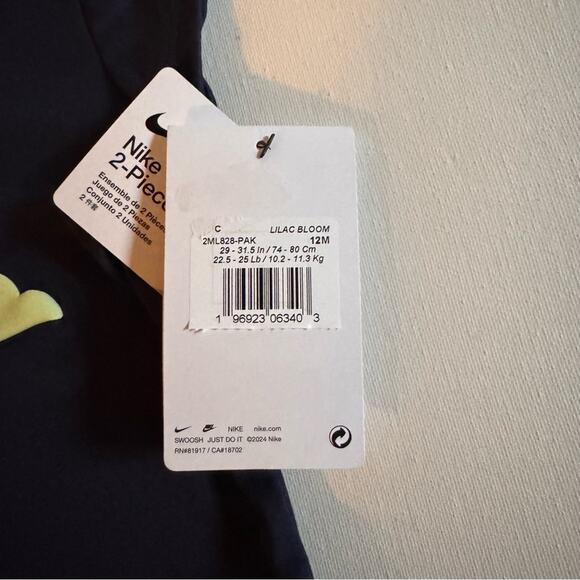 Nike
2-Piece
Ensemble de 2 Pièces
Juego de 2 Piezas
Conjunto 2 Unidades
2 件套
C LILAC BLOOM
2ML828-PAK 12M
29 - 31.5 In / 74 - 80 Cm
22.5 - 25 Lb / 10.2 - 11.3 Kg
1 96923 06340 3
NIKE nike.com
SWOOSH JUST DO IT ©2024 Nike
RN#81917 / CA#18702